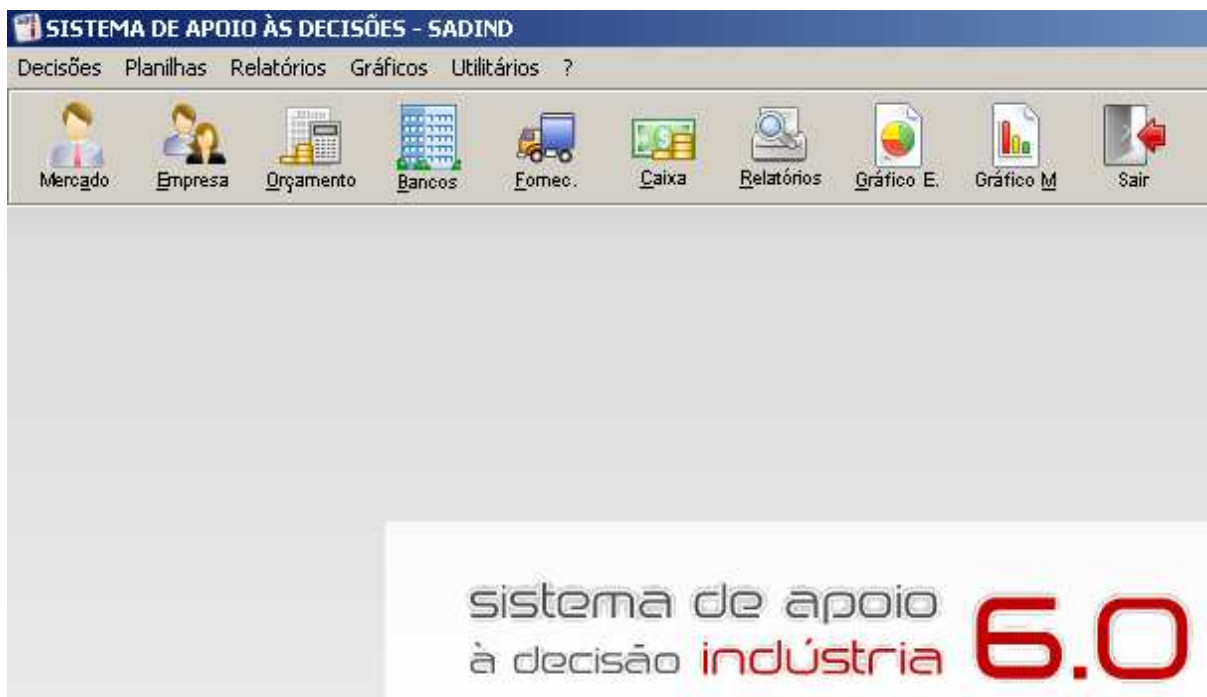 SISTEMA DE APOIO ÀS DECISÕES - SADIND
Decisões Planilhas Relatórios Gráficos Utilitários ?
Mercado Empresa Orçamento Bancos Fornec. Caixa Relatórios Gráfico E. Gráfico M Sair
sistema de apoio
à decisão indústria 6.0